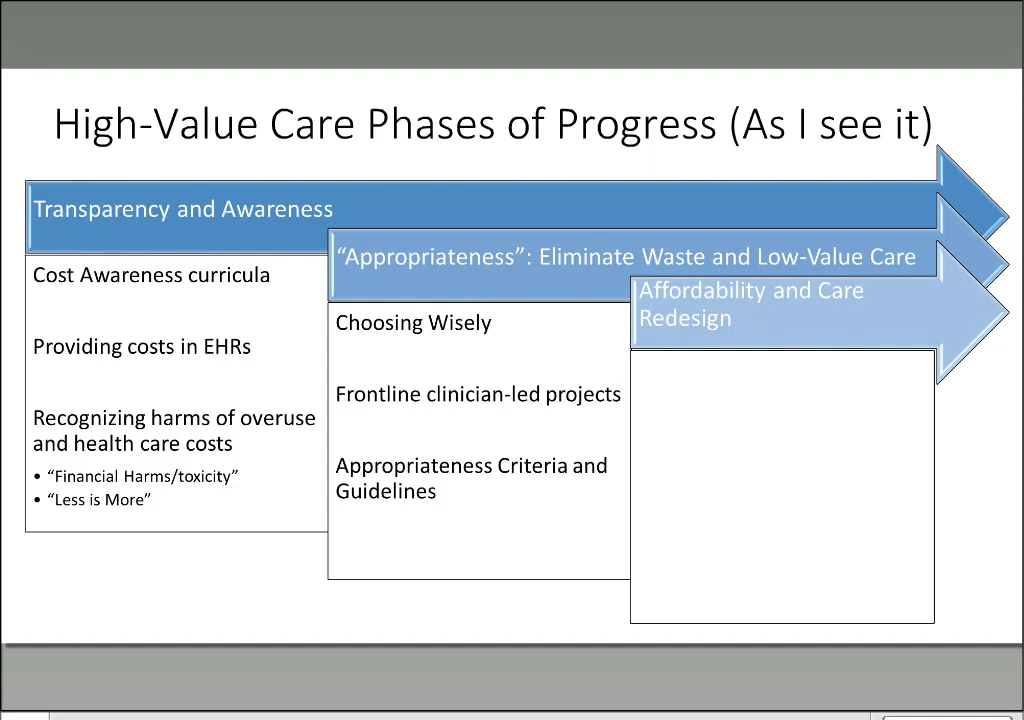 High-Value Care Phases of Progress (As I see it)
Transparency and Awareness
Cost Awareness curricula
Providing costs in EHRs
Recognizing harms of overuse
and health care costs
• “Financial Harms/toxicity”
• “Less is More”
“Appropriateness”: Eliminate Waste and Low-Value Care
Choosing Wisely
Frontline clinician-led projects
Appropriateness Criteria and
Guidelines
Affordability and Care
Redesign